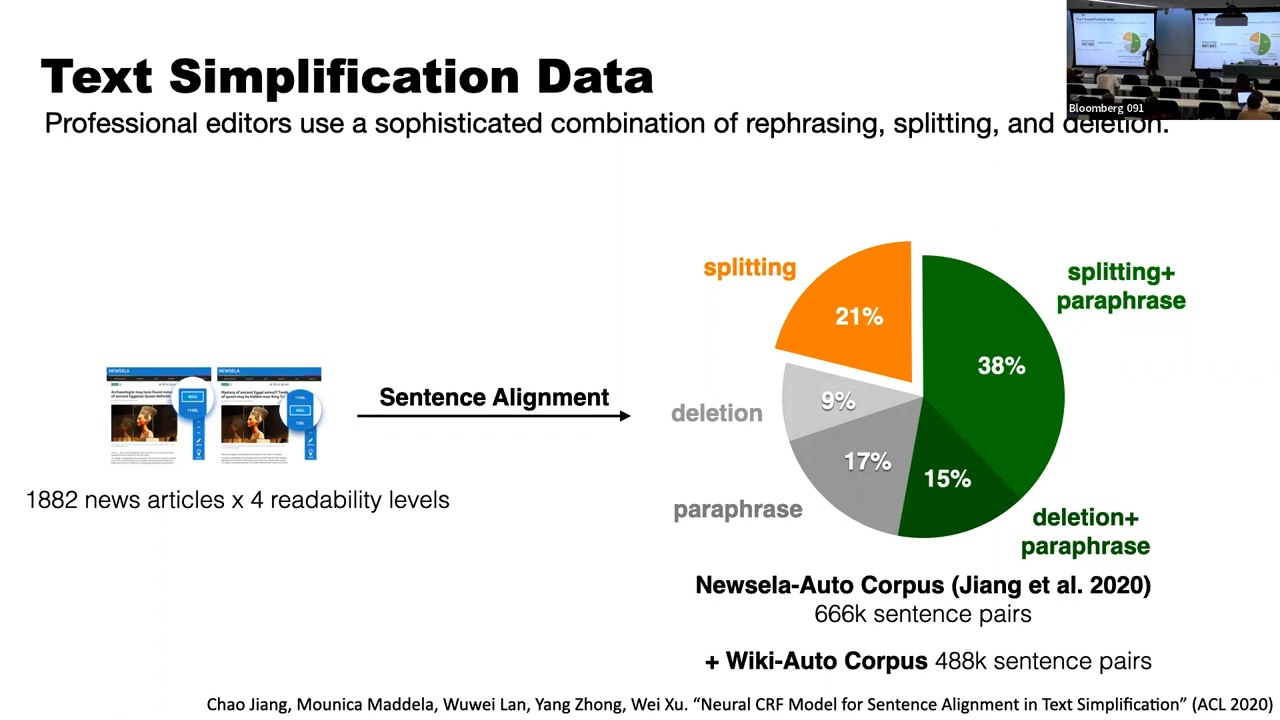 Text Simplification Data
Professional editors use a sophisticated combination of rephrasing, splitting, and deletion.
Bloomberg 091
splitting
21%
splitting+
paraphrase
38%
deletion
9%
17%
15%
paraphrase
deletion+
paraphrase
NEWSELA
MAX
1140L
Sentence Alignment
1882 news articles x 4 readability levels
Newsela-Auto Corpus (Jiang et al. 2020)
666k sentence pairs
+ Wiki-Auto Corpus 488k sentence pairs
Chao Jiang, Mounica Maddela, Wuwei Lan, Yang Zhong, Wei Xu. “Neural CRF Model for Sentence Alignment in Text Simplification” (ACL 2020)